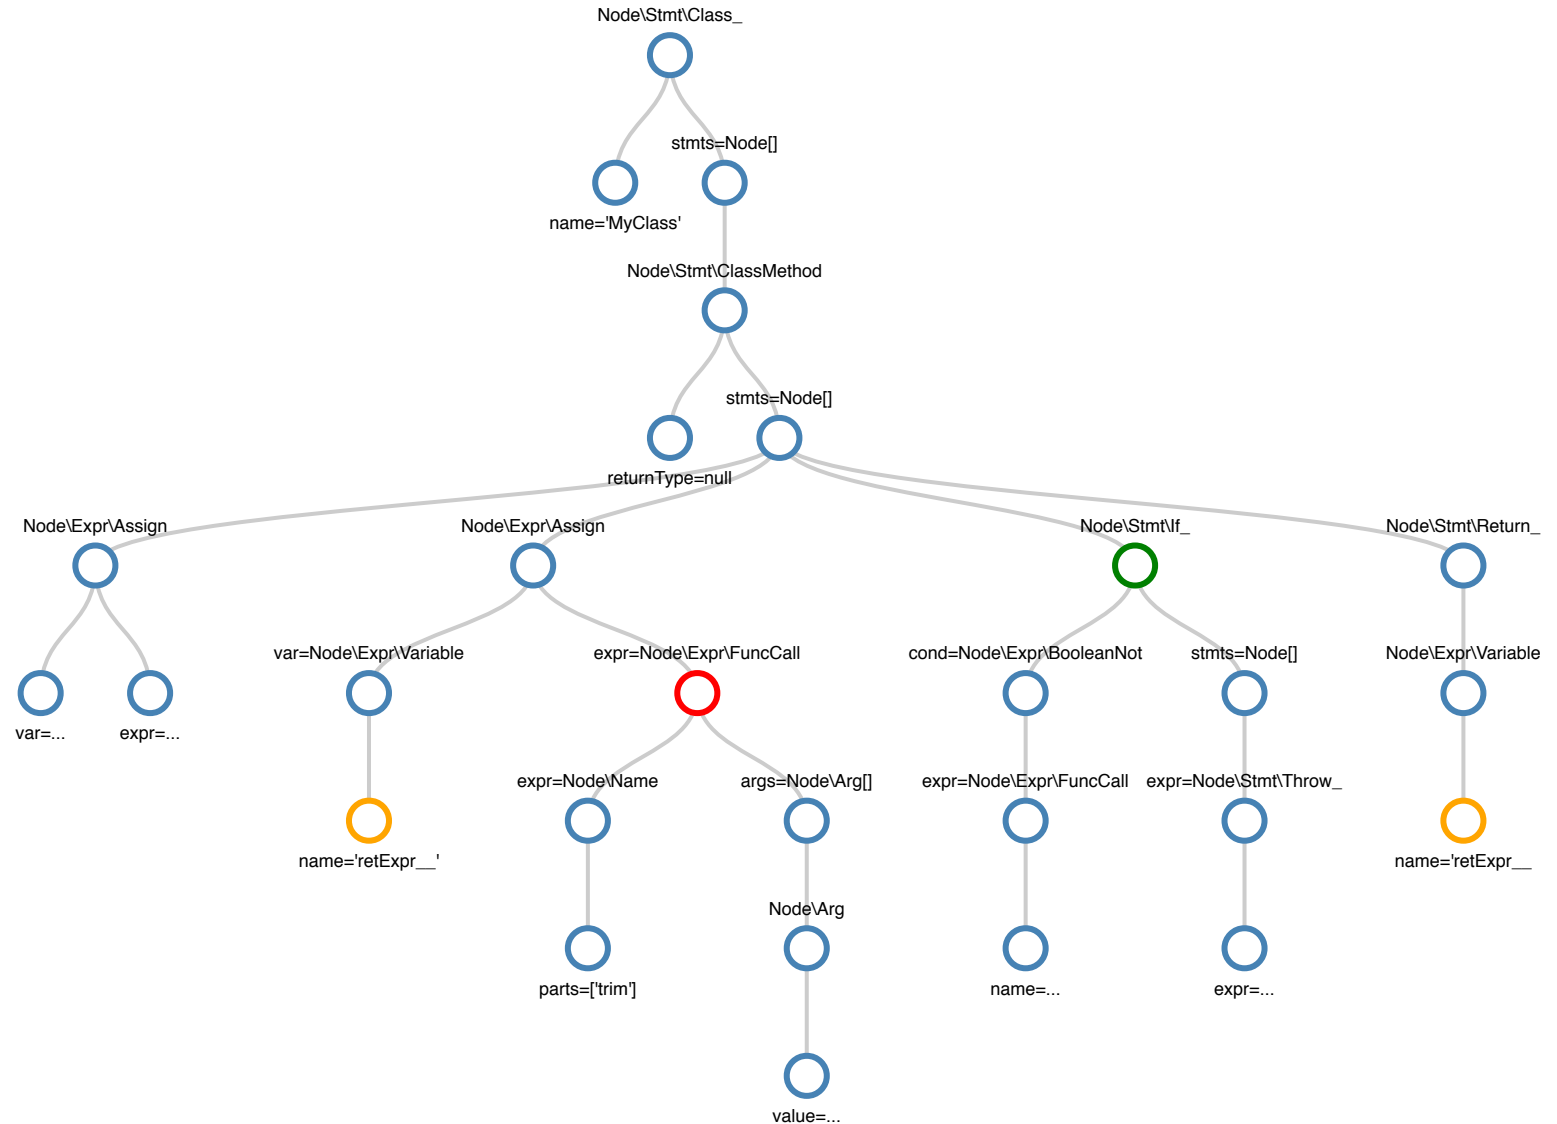 Node\Stmt\Class_
stmts=Node[]
name='MyClass'
Node\Stmt\ClassMethod
stmts=Node[]
returnType=null
Node\Expr\Assign
Node\Expr\Assign
Node\Stmt\If_
Node\Stmt\Return_
var=Node\Expr\Variable
expr=Node\Expr\FuncCall
cond=Node\Expr\BooleanNot
stmts=Node[]
Node\Expr\Variable
var=...
expr=...
expr=Node\Name
args=Node\Arg[]
expr=Node\Expr\FuncCall
expr=Node\Stmt\Throw_
name='retExpr__'
name='retExpr__
Node\Arg
parts=['trim']
name=...
expr=...
value=...